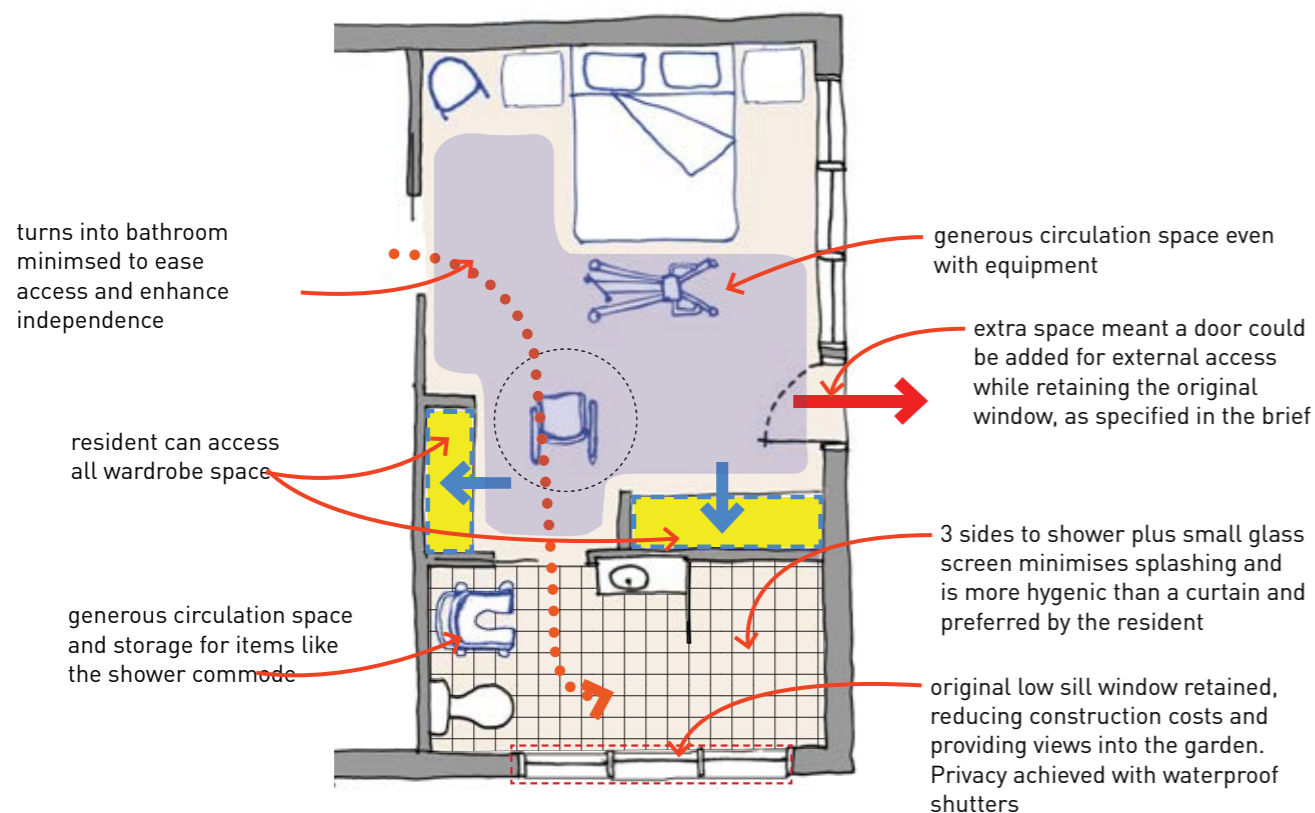 turns into bathroom
minimsed to ease
access and enhance
independence
resident can access
all wardrobe space
generous circulation space
and storage for items like
the shower commode
generous circulation space even
with equipment
extra space meant a door could
be added for external access
while retaining the original
window, as specified in the brief
3 sides to shower plus small glass
screen minimises splashing and
is more hygenic than a curtain and
preferred by the resident
original low sill window retained,
reducing construction costs and
providing views into the garden.
Privacy achieved with waterproof
shutters